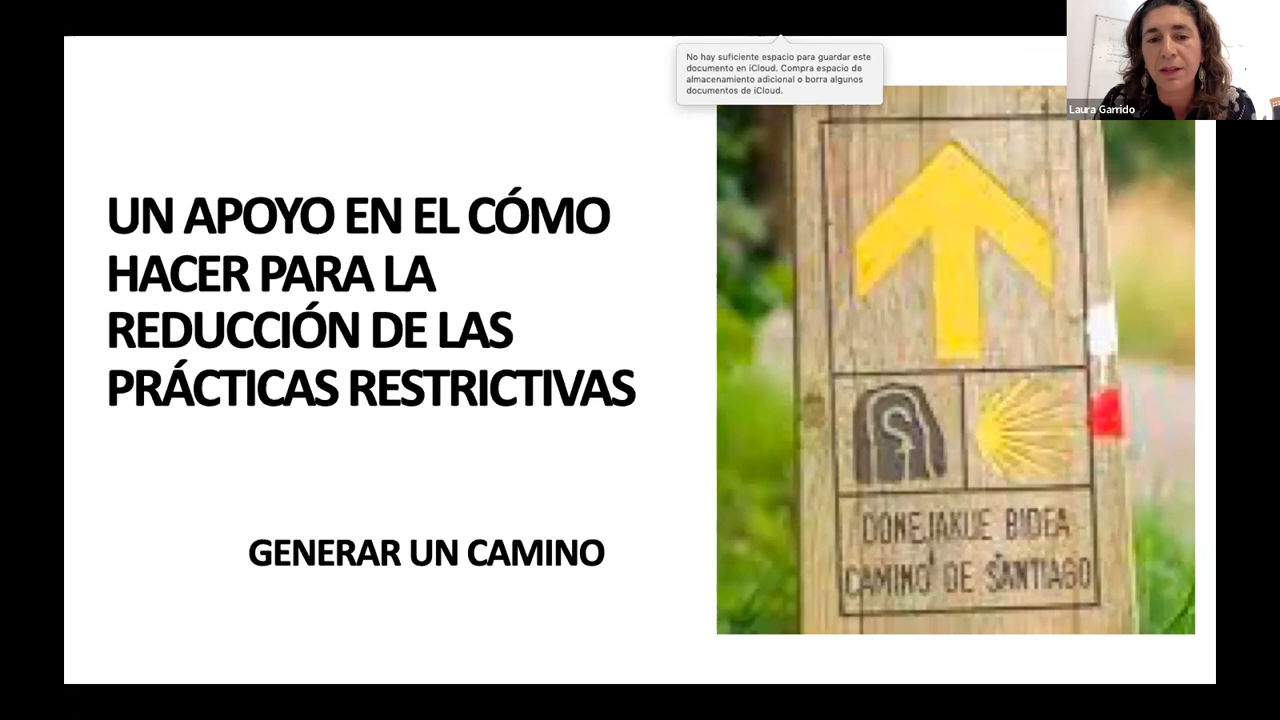 No hay suficiente espacio para guardar este
documento en iCloud. Compra espacio de
almacenamiento adicional o borra algunos
documentos de iCloud.
Laura Garrido
UN APOYO EN EL CÓMO
HACER PARA LA
REDUCCIÓN DE LAS
PRÁCTICAS RESTRICTIVAS
GENERAR UN CAMINO
DONEJAKUE BIDEA
CAMINO DE SANTIAGO